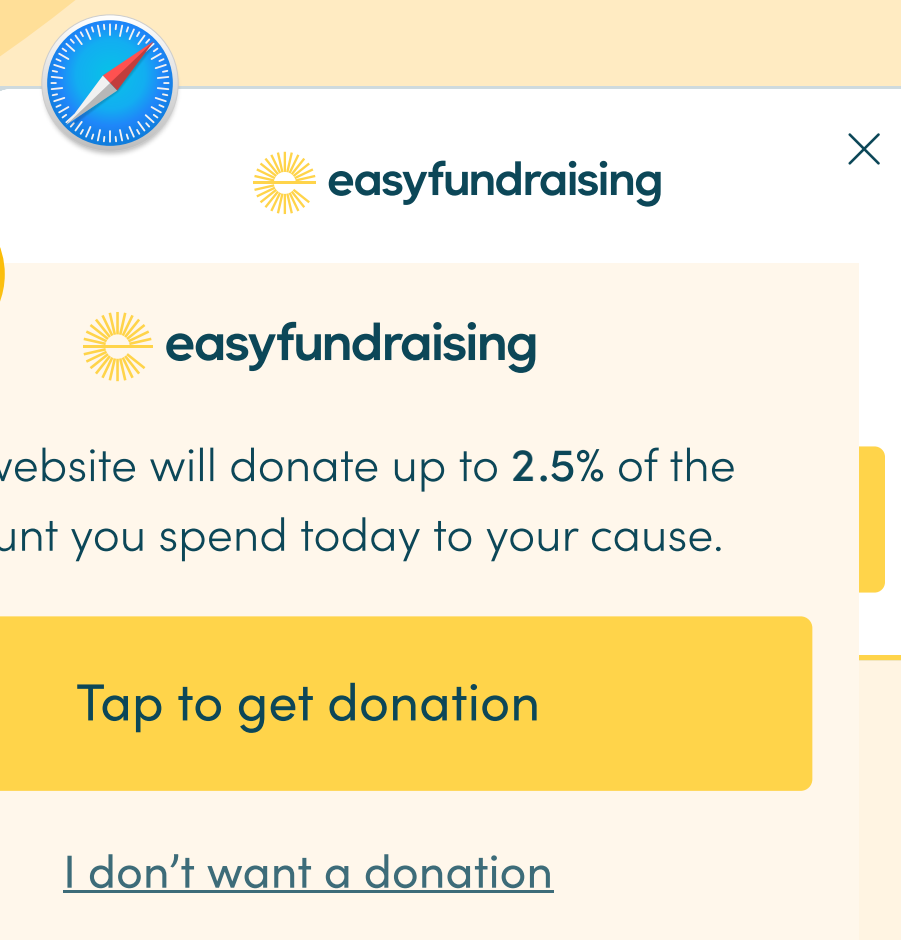 easyfundraising
easyfundraising
website will donate up to 2.5% of the
unt you spend today to your cause.
Tap to get donation
I don’t want a donation